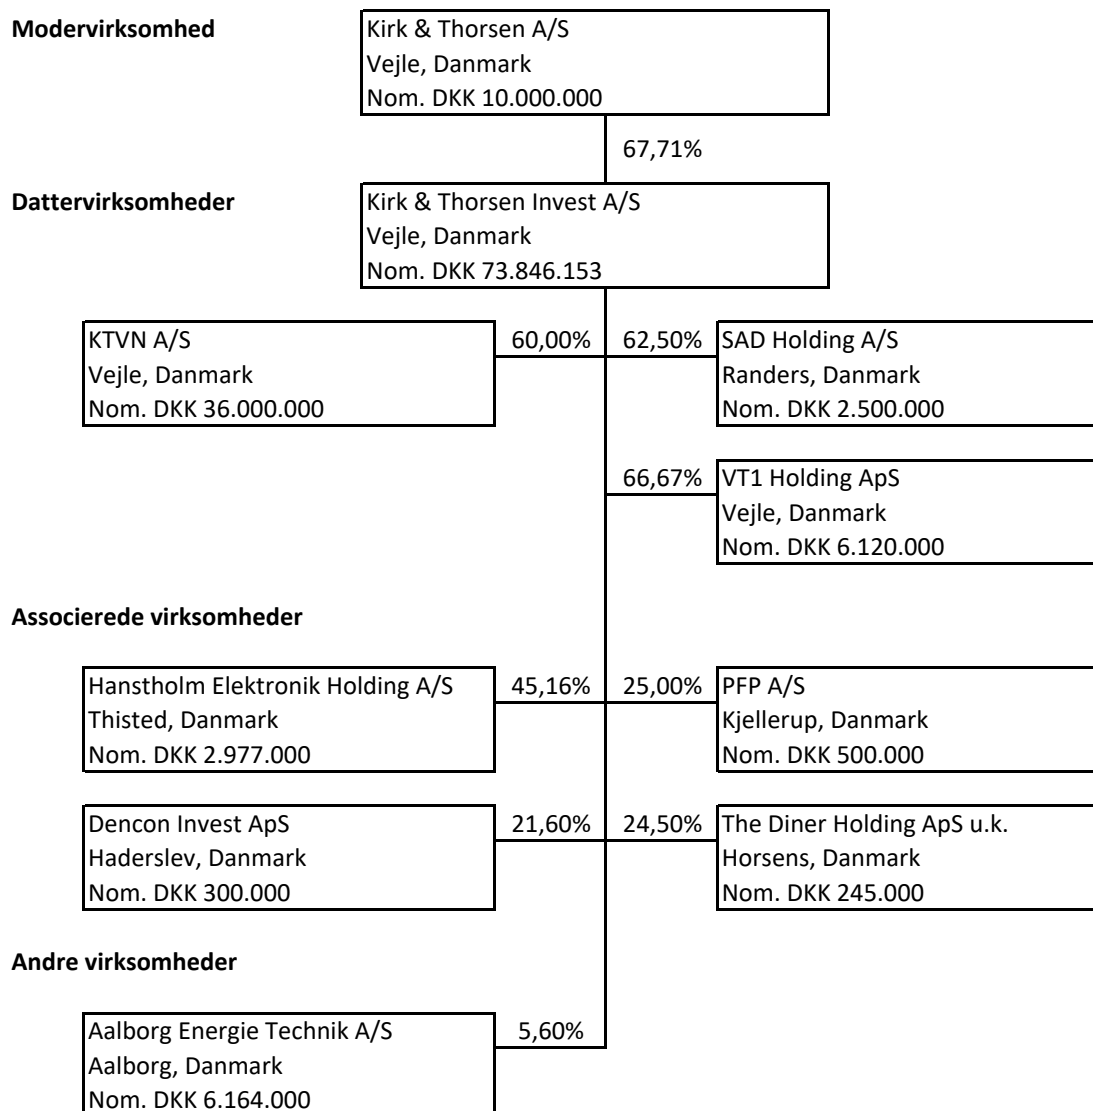 Modervirksomhed
Kirk & Thorsen A/S
Vejle, Danmark
Nom. DKK 10.000.000
67,71%
Dattervirksomheder
Kirk & Thorsen Invest A/S
Vejle, Danmark
Nom. DKK 73.846.153
KTVN A/S
Vejle, Danmark
Nom. DKK 36.000.000
60,00%
62,50%
SAD Holding A/S
Randers, Danmark
Nom. DKK 2.500.000
66,67%
VT1 Holding ApS
Vejle, Danmark
Nom. DKK 6.120.000
Associerede virksomheder
Hanstholm Elektronik Holding A/S
Thisted, Danmark
Nom. DKK 2.977.000
45,16%
25,00%
PFP A/S
Kjellerup, Danmark
Nom. DKK 500.000
Dencon Invest ApS
Haderslev, Danmark
Nom. DKK 300.000
21,60%
24,50%
The Diner Holding ApS u.k.
Horsens, Danmark
Nom. DKK 245.000
Andre virksomheder
Aalborg Energie Technik A/S
Aalborg, Danmark
Nom. DKK 6.164.000
5,60%